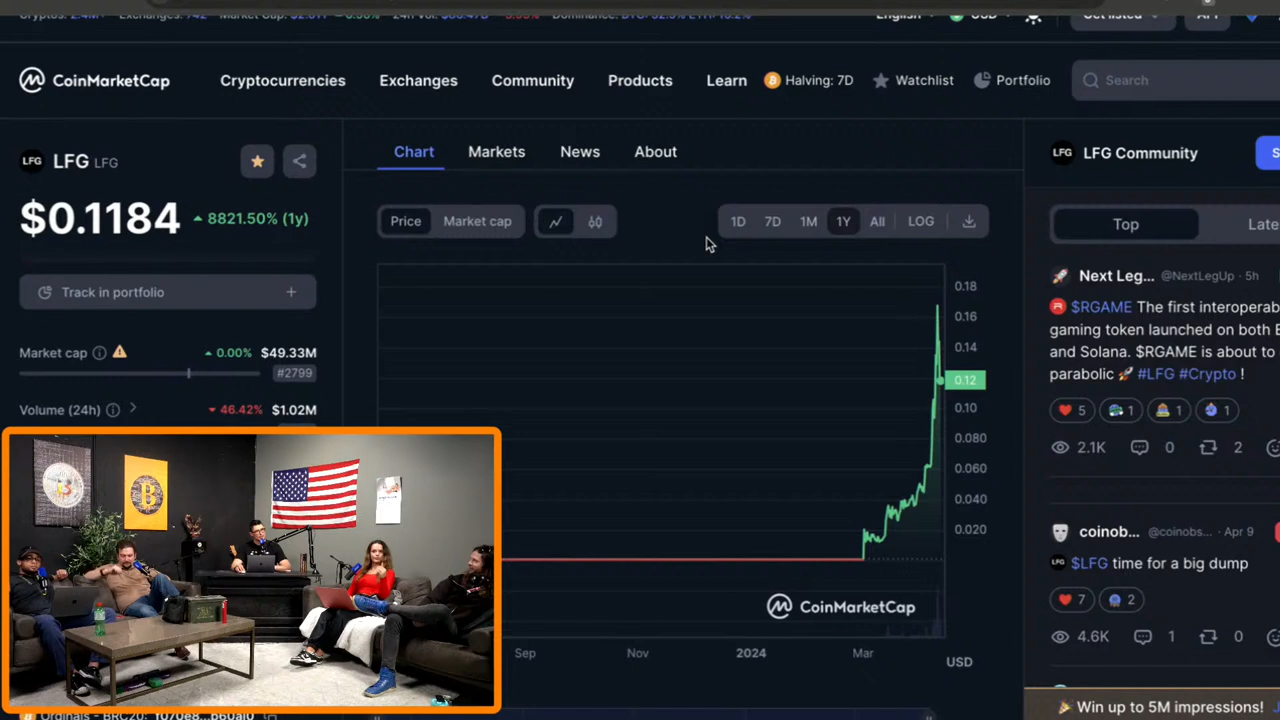 CoinMarketCap
Cryptocurrencies
Exchanges
Community
Products
Learn
Halving: 7D
Watchlist
Portfolio
Search
LFG LFG LFG
$0.1184 8821.50% (1y)
Track in portfolio +
Market cap 0.00% $49.33M
#2799
Volume (24h) 46.42% $1.02M
Chart Markets News About
Price Market cap
1D 7D 1M 1Y All LOG
0.18
0.16
0.14
0.12
0.10
0.080
0.060
0.040
0.020
CoinMarketCap
Sep Nov 2024 Mar
USD
LFG LFG Community
Top
Next Leg... @NextLegUp · 5h
$RGAME The first interoperab
gaming token launched on both
and Solana. $RGAME is about to
parabolic 🚀 #LFG #Crypto !
5 1 1 1
2.1K 0 2
coinob... @coinobs... · Apr 9
LFG $LFG time for a big dump
7 2
4.6K 1 0
Win up to 5M impressions!